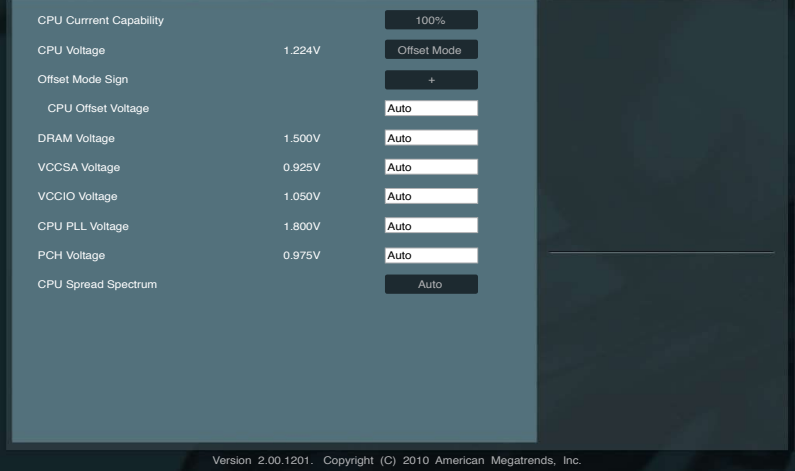 CPU Currrent Capability 100%
CPU Voltage 1.224V Offset Mode
Offset Mode Sign +
CPU Offset Voltage Auto
DRAM Voltage 1.500V Auto
VCCSA Voltage 0.925V Auto
VCCIO Voltage 1.050V Auto
CPU PLL Voltage 1.800V Auto
PCH Voltage 0.975V Auto
CPU Spread Spectrum Auto
Version 2.00.1201. Copyright (C) 2010 American Megatrends, Inc.